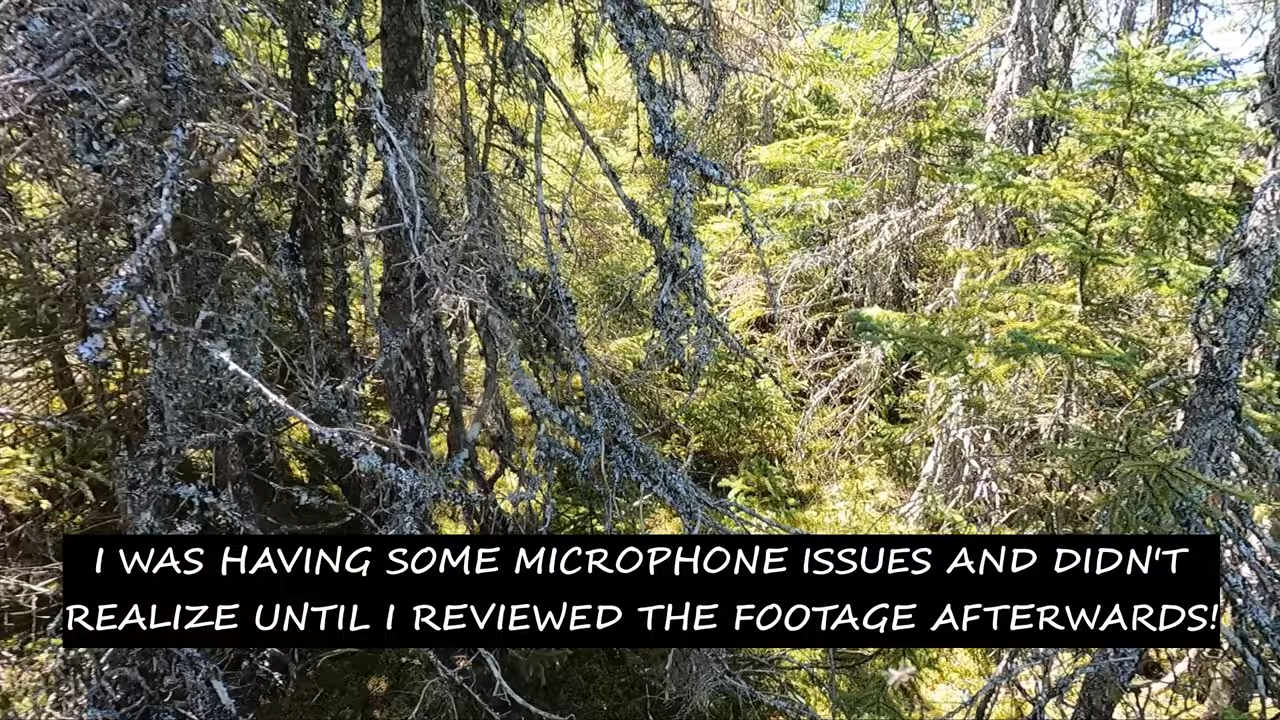 I WAS HAVING SOME MICROPHONE ISSUES AND DIDN'T
REALIZE UNTIL I REVIEWED THE FOOTAGE AFTERWARDS!